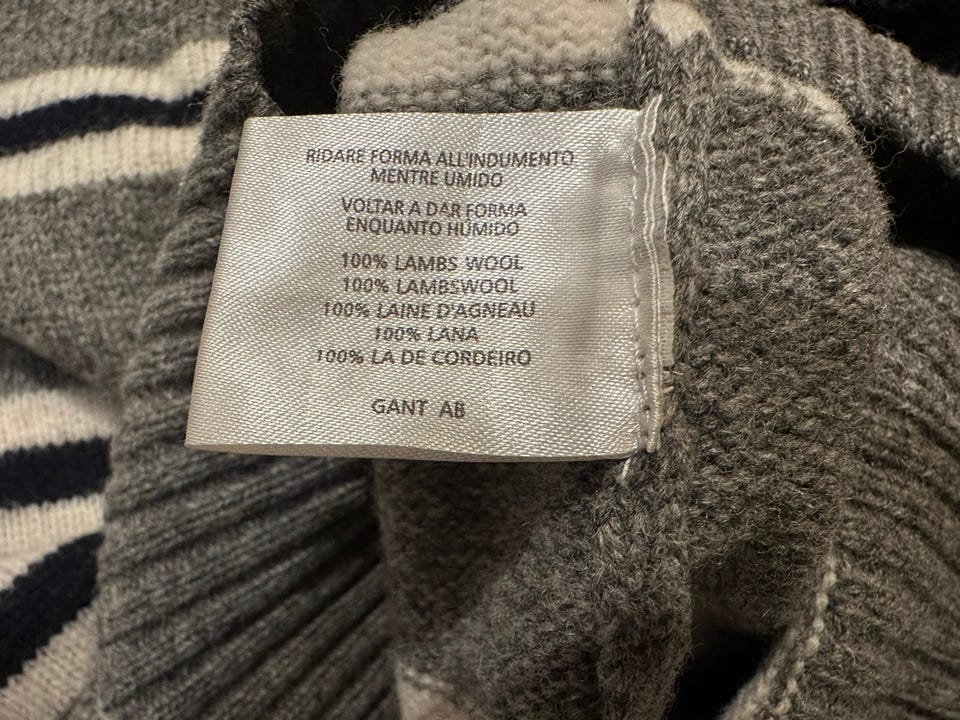 RIDARE FORMA ALL'INDUMENTO
MENTRE UMIDO
VOLTAR A DAR FORMA
ENQUANTO HUMIDO
100% LAMBS WOOL
100% LAMBSWOOL
100% LAINE D'AGNEAU
100% LANA
100% LA DE CORDEIRO
GANT AB